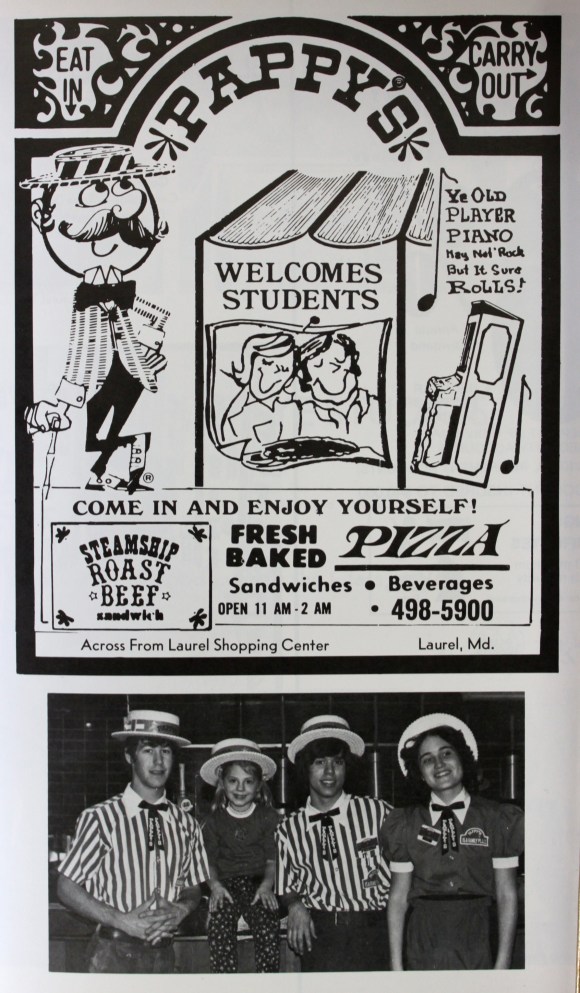 EAT
IN
PAPPY'S
CARRY
OUT
Ye OLD
PLAYER
PIANO
May Not Rock
But It Sure
ROLLS!
WELCOMES
STUDENTS
COME IN AND ENJOY YOURSELF!
STEAMSHIP
ROAST
BEEF
sandwich
FRESH
BAKED
PIZZA
Sandwiches • Beverages
OPEN 11 AM - 2 AM • 498-5900
Across From Laurel Shopping Center
Laurel, Md.